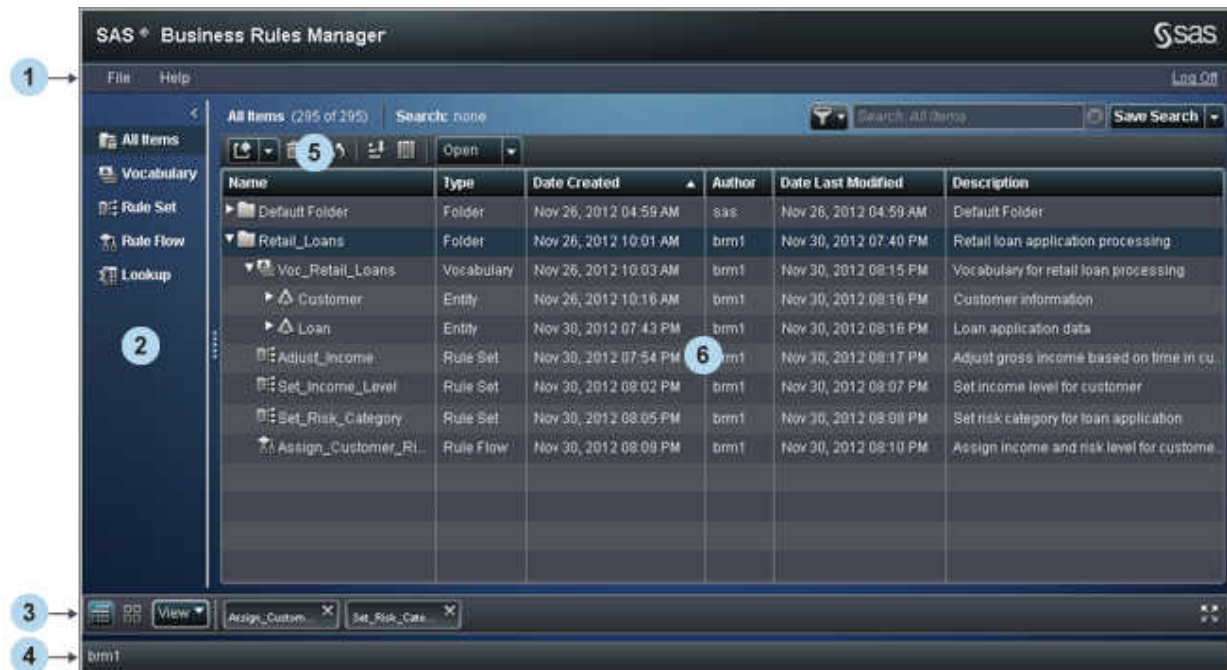 SAS ® Business Rules Manager
sas
1
File Help Log Off
All Items (295 of 295) Search: none Search: All Items Save Search
All Items
Vocabulary
Rule Set
Rule Flow
Lookup
2
5
Open
Name Type Date Created Author Date Last Modified Description
Default Folder Folder Nov 26, 2012 04:59 AM sas Nov 26, 2012 04:59 AM Default Folder
Retail_Loans Folder Nov 26, 2012 10:01 AM brm1 Nov 30, 2012 07:40 PM Retail loan application processing
Voc_Retail_Loans Vocabulary Nov 26, 2012 10:03 AM brm1 Nov 30, 2012 08:15 PM Vocabulary for retail loan processing
Customer Entity Nov 26, 2012 10:16 AM brm1 Nov 30, 2012 08:16 PM Customer information
Loan Entity Nov 30, 2012 07:43 PM brm1 Nov 30, 2012 08:16 PM Loan application data
6
Adjust_Income Rule Set Nov 30, 2012 07:54 PM brm1 Nov 30, 2012 08:17 PM Adjust gross income based on time in cu...
Set_Income_Level Rule Set Nov 30, 2012 08:02 PM brm1 Nov 30, 2012 08:07 PM Set income level for customer
Set_Risk_Category Rule Set Nov 30, 2012 08:05 PM brm1 Nov 30, 2012 08:08 PM Set risk category for loan application
Assign_Customer_Ri... Rule Flow Nov 30, 2012 08:09 PM brm1 Nov 30, 2012 08:10 PM Assign income and risk level for custome...
3
View Assign_Custom... Set_Risk_Cate...
4
brm1